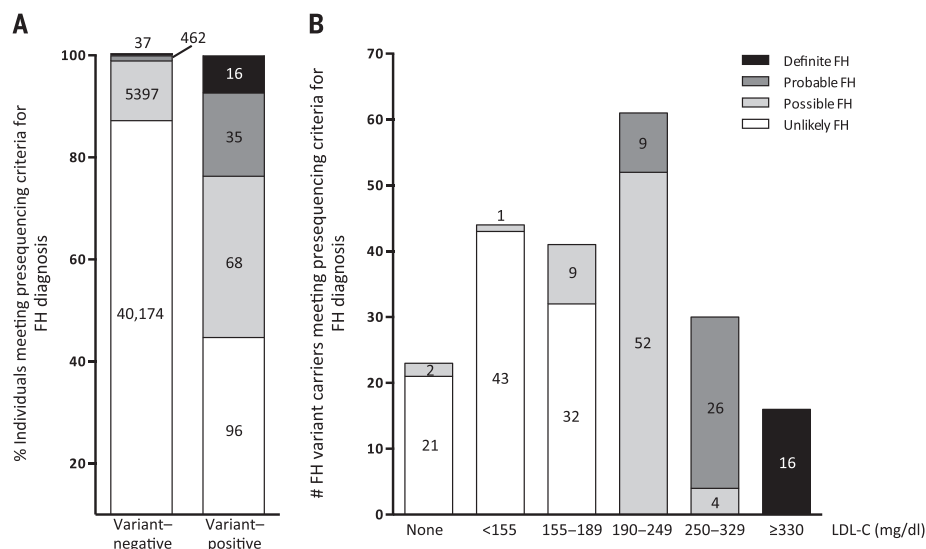 A
% Individuals meeting presequencing criteria for
FH diagnosis
100
80
60
40
20
37
462
5397
40,174
16
35
68
96
Variant–
negative
Variant–
positive
B
# FH variant carriers meeting presequencing criteria for
FH diagnosis
70
60
50
40
30
20
10
0
2
21
1
43
9
32
9
52
26
4
16
None
<155
155–189
190–249
250–329
≥330
LDL-C (mg/dl)
Definite FH
Probable FH
Possible FH
Unlikely FH